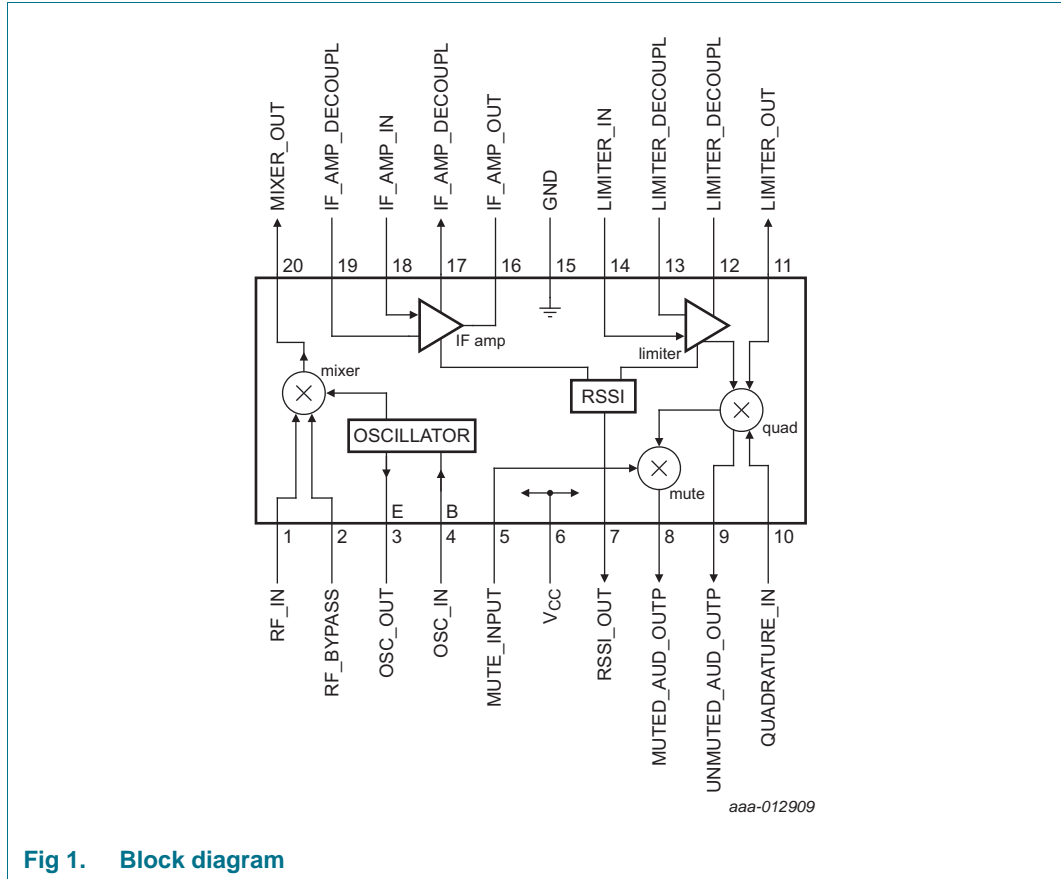 MIXER_OUT
IF_AMP_DECOUPL
IF_AMP_IN
IF_AMP_DECOUPL
IF_AMP_OUT
GND
LIMITER_IN
LIMITER_DECOUPL
LIMITER_DECOUPL
LIMITER_OUT
20 19 18 17 16 15 14 13 12 11
IF amp
limiter
mixer
RSSI
quad
OSCILLATOR
mute
E B
1 2 3 4 5 6 7 8 9 10
RF_IN
RF_BYPASS
OSC_OUT
OSC_IN
MUTE_INPUT
VCC
RSSI_OUT
MUTED_AUD_OUTP
UNMUTED_AUD_OUTP
QUADRATURE_IN
aaa-012909
Fig 1. Block diagram